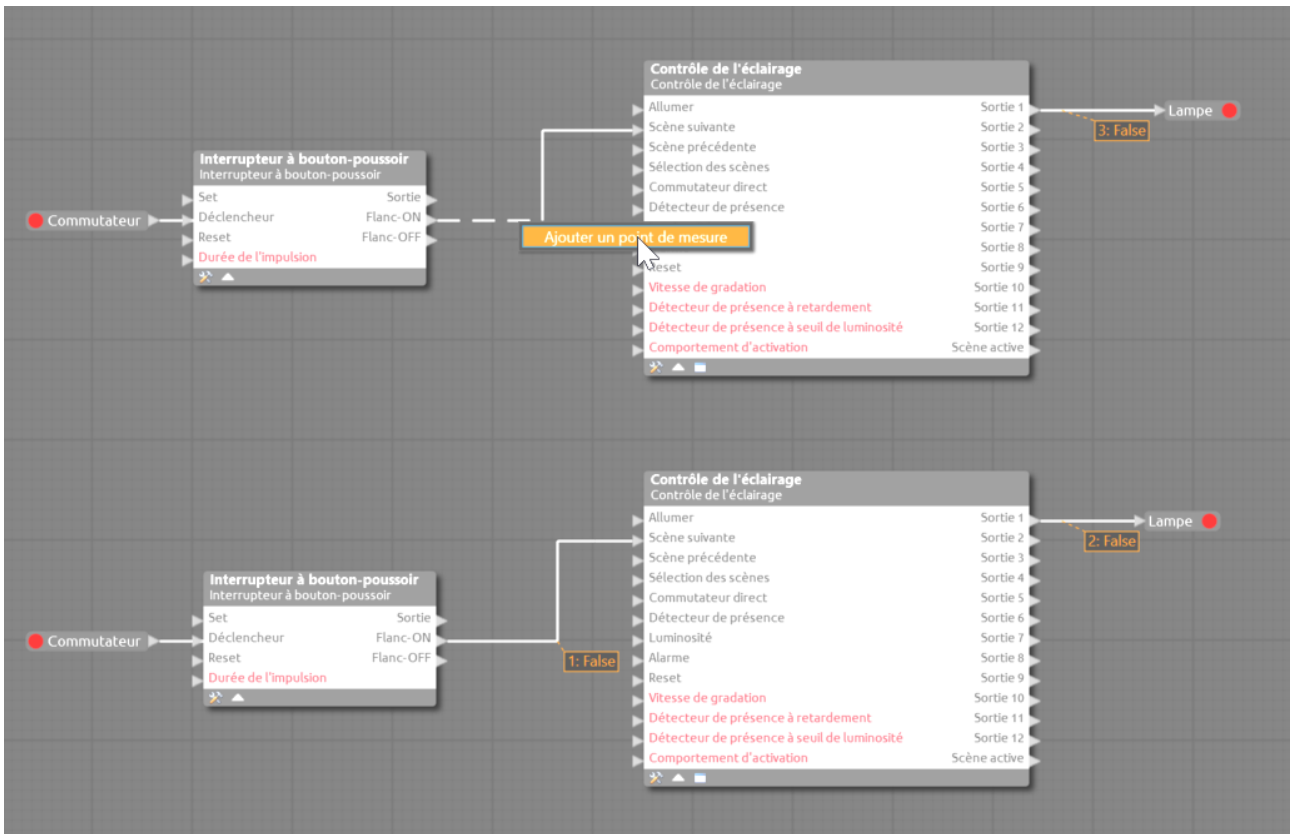 Contrôle de l'éclairage
Contrôle de l'éclairage
Allumer Sortie 1
Lampe
Scène suivante Sortie 2
3: False
Scène précédente Sortie 3
Sélection des scènes Sortie 4
Commutateur direct Sortie 5
Détecteur de présence Sortie 6
Sortie 7
Sortie 8
Reset Sortie 9
Vitesse de gradation Sortie 10
Détecteur de présence à retardement Sortie 11
Détecteur de présence à seuil de luminosité Sortie 12
Comportement d'activation Scène active
Interrupteur à bouton-poussoir
Interrupteur à bouton-poussoir
Set Sortie
Commutateur
Déclencheur Flanc-ON
Reset Flanc-OFF
Durée de l'impulsion
Ajouter un point de mesure
Contrôle de l'éclairage
Contrôle de l'éclairage
Allumer Sortie 1
Lampe
Scène suivante Sortie 2
2: False
Scène précédente Sortie 3
Sélection des scènes Sortie 4
Commutateur direct Sortie 5
Détecteur de présence Sortie 6
Luminosité Sortie 7
Alarme Sortie 8
Reset Sortie 9
Vitesse de gradation Sortie 10
Détecteur de présence à retardement Sortie 11
Détecteur de présence à seuil de luminosité Sortie 12
Comportement d'activation Scène active
Interrupteur à bouton-poussoir
Interrupteur à bouton-poussoir
Set Sortie
Commutateur
Déclencheur Flanc-ON
Reset Flanc-OFF
Durée de l'impulsion
1: False